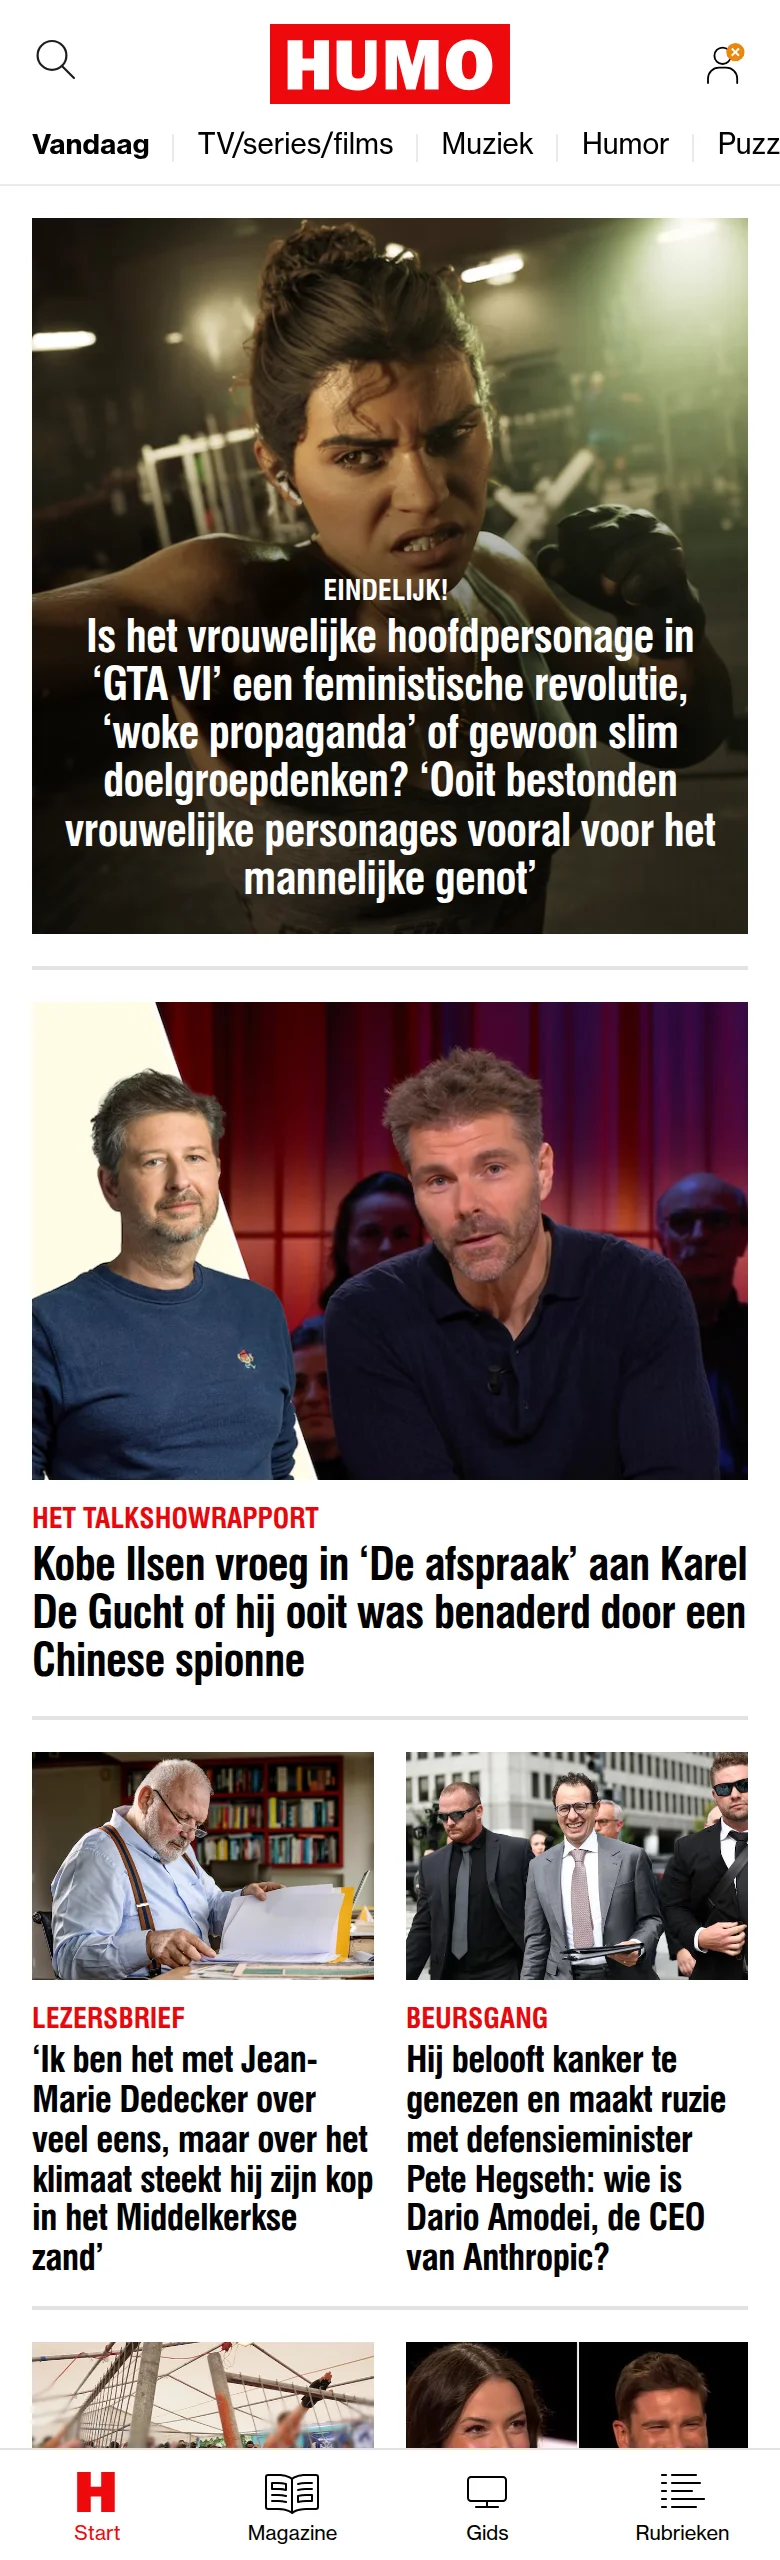 HUMO
Vandaag
TV/series/films
Muziek
Humor
Puzz
EINDELIJK!
Is het vrouwelijke hoofdpersonage in
‘GTA VI’ een feministische revolutie,
‘woke propaganda’ of gewoon slim
doelgroepdenken? ‘Ooit bestonden
vrouwelijke personages vooral voor het
mannelijke genot’
HET TALKSHOWRAPPORT
Kobe Ilsen vroeg in ‘De afspraak’ aan Karel
De Gucht of hij ooit was benaderd door een
Chinese spionne
LEZERSBRIEF
‘Ik ben het met Jean-
Marie Dedecker over
veel eens, maar over het
klimaat steekt hij zijn kop
in het Middelkerkse
zand’
BEURSGANG
Hij belooft kanker te
genezen en maakt ruzie
met defensieminister
Pete Hegseth: wie is
Dario Amodei, de CEO
van Anthropic?
H
Start
Magazine
Gids
Rubrieken